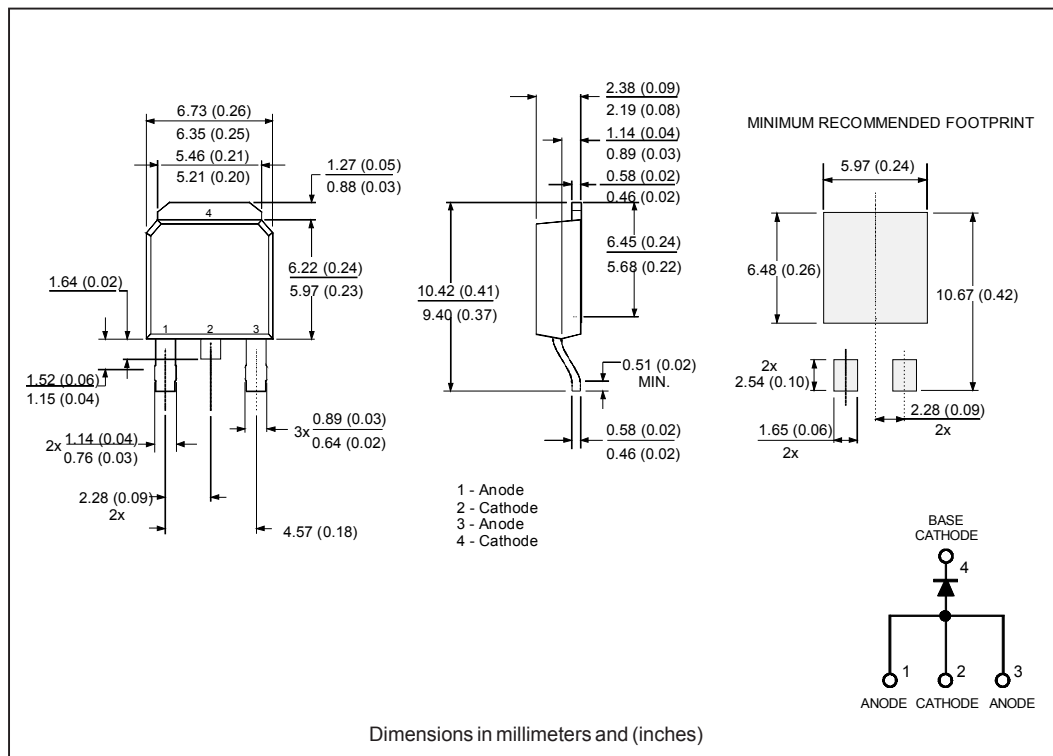 6.73 (0.26)
6.35 (0.25)
5.46 (0.21)
5.21 (0.20)
1.27 (0.05)
0.88 (0.03)
4
6.22 (0.24)
5.97 (0.23)
1.64 (0.02)
1 2 3
1.52 (0.06)
1.15 (0.04)
2x 1.14 (0.04)
0.76 (0.03)
3x 0.89 (0.03)
0.64 (0.02)
2.28 (0.09)
2x
4.57 (0.18)
2.38 (0.09)
2.19 (0.08)
1.14 (0.04)
0.89 (0.03)
0.58 (0.02)
0.46 (0.02)
6.45 (0.24)
5.68 (0.22)
10.42 (0.41)
9.40 (0.37)
0.51 (0.02)
MIN.
0.58 (0.02)
0.46 (0.02)
1 - Anode
2 - Cathode
3 - Anode
4 - Cathode
MINIMUM RECOMMENDED FOOTPRINT
5.97 (0.24)
6.48 (0.26)
10.67 (0.42)
2x
2.54 (0.10)
2.28 (0.09)
2x
1.65 (0.06)
2x
BASE
CATHODE
4
1 2 3
ANODE CATHODE ANODE
Dimensions in millimeters and (inches)